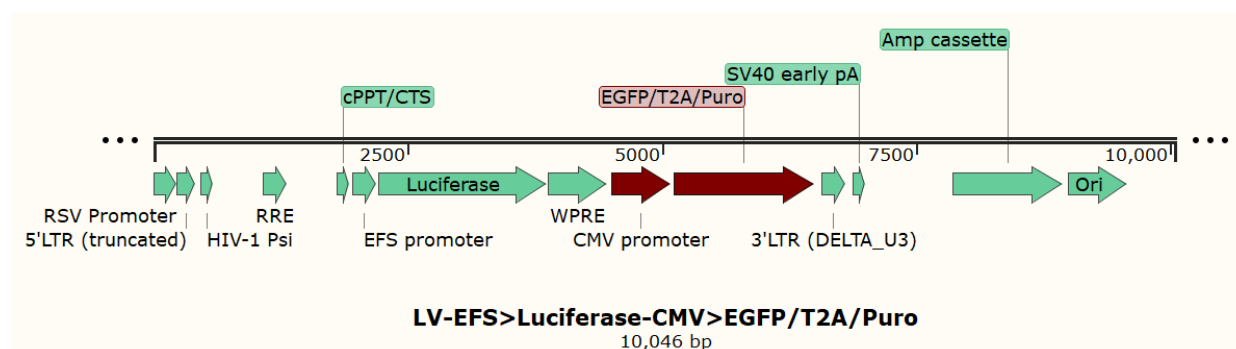 Amp cassette
SV40 early pA
cPPT/CTS
EGFP/T2A/Puro
2500
5000
7500
10,000
Luciferase
Ori
RSV Promoter
RRE
WPRE
5'LTR (truncated)
HIV-1 Psi
EFS promoter
CMV promoter
3'LTR (DELTA_U3)
LV-EFS>Luciferase-CMV>EGFP/T2A/Puro
10,046 bp